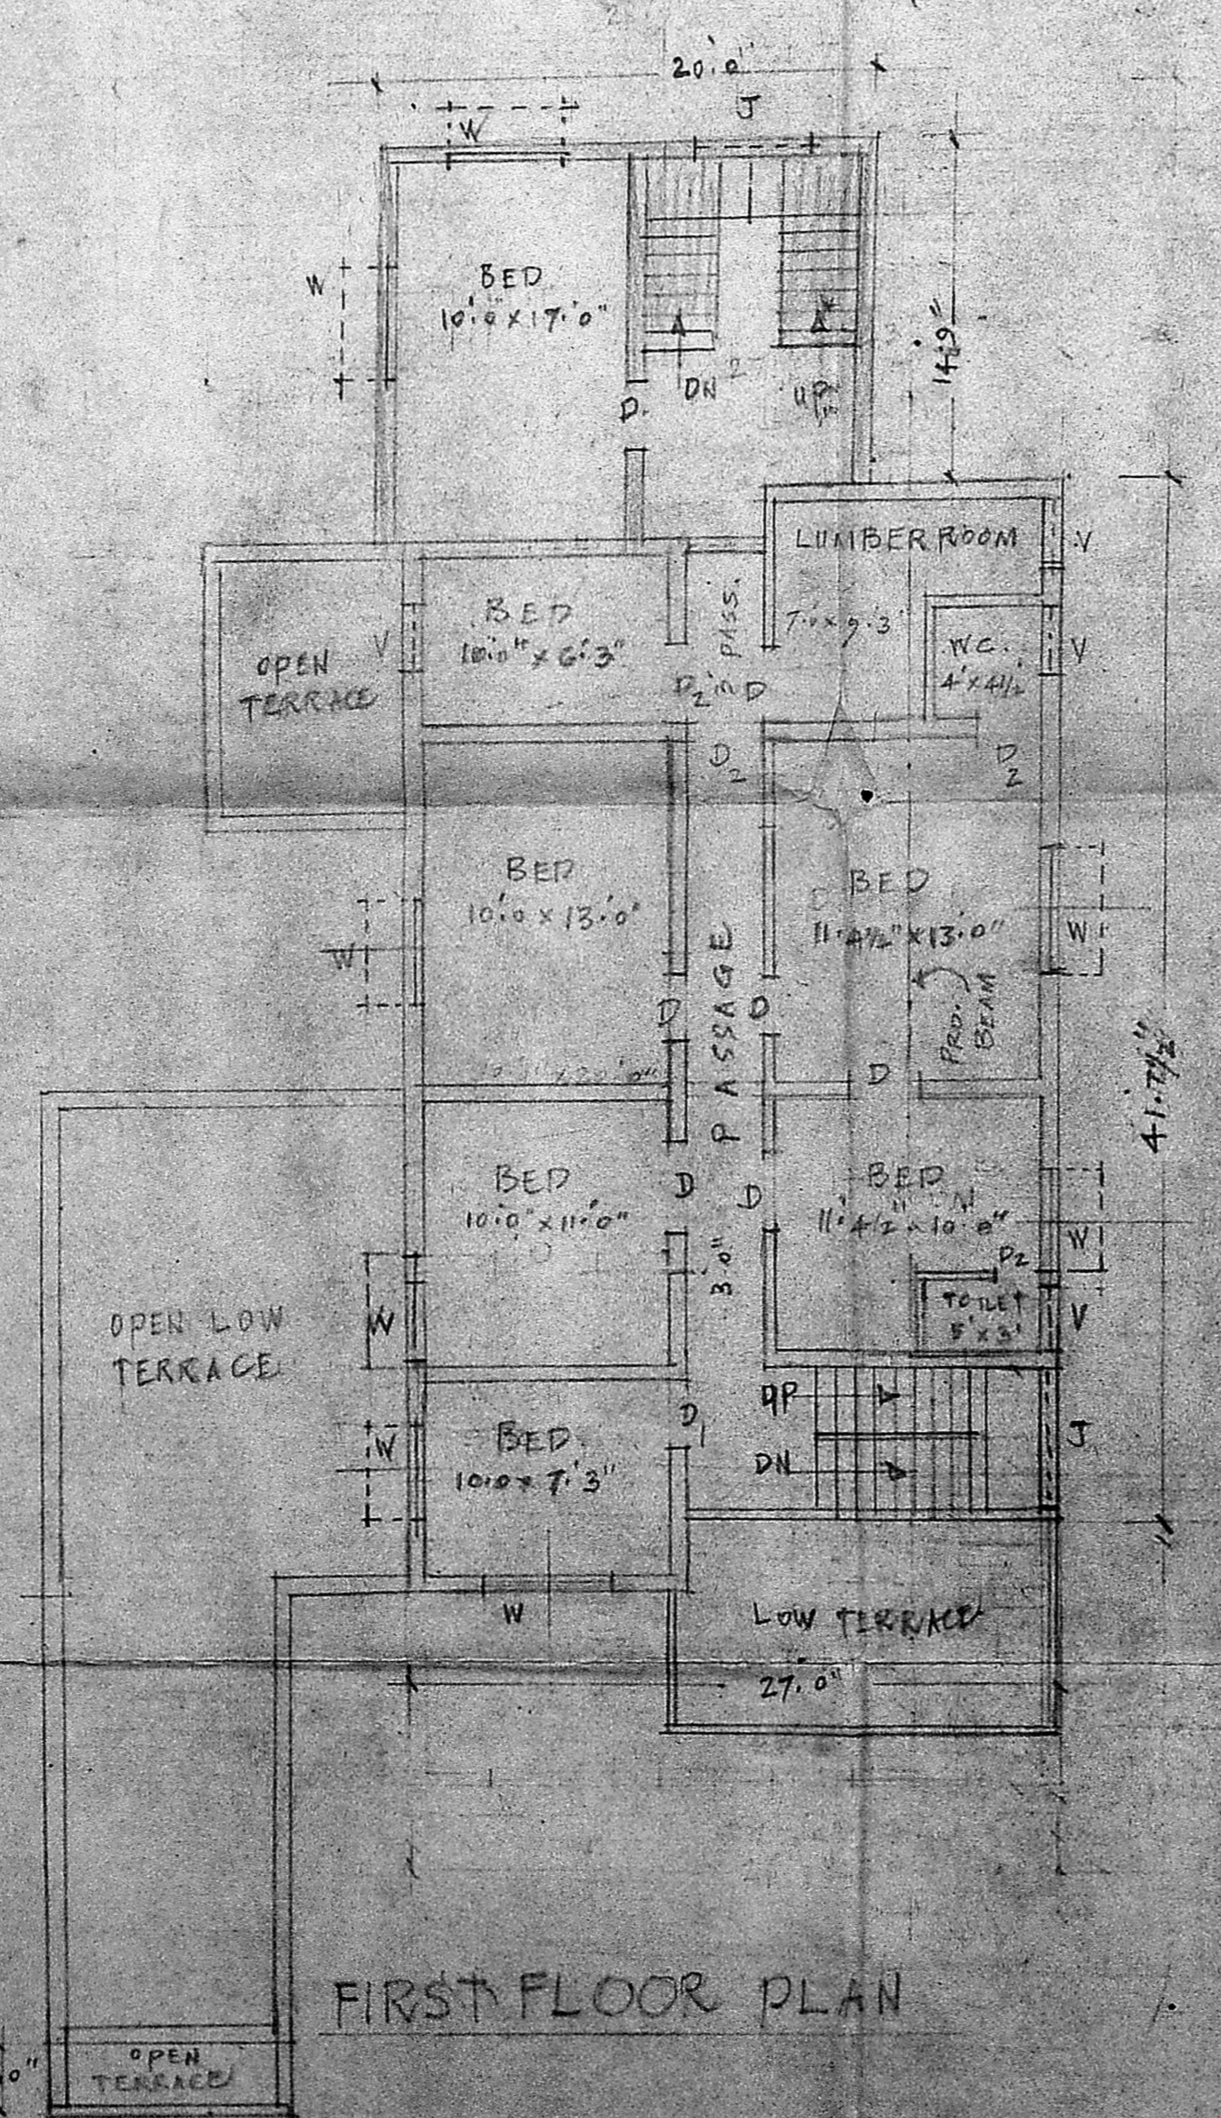 20'.0"
W
J
W
BED
10'.0" x 17'.0"
14'.9"
D.
DN
UP
LUMBER ROOM
V
7'.0 x 9'.3"
PASS.
OPEN
TERRACE
V
BED
10'.0" x 6'.3"
W.C.
4' x 4½'
V
D2
D
D2
D2
BED
10'.0 x 13'.0"
BED
11'.4½" x 13'.0"
W
W
PASSAGE
PRO.
BEAM
D
D
D
41'.7½"
BED
10'.0" x 11'.0"
D
D
BED
11'.4½" x 10'.0"
W
3'.0"
D2
TOILET
5' x 3'
V
OPEN LOW
TERRACE
W
W
BED
10'.0 x 7'.3"
D1
UP
DN
J
W
LOW TERRACE
27'.0"
FIRST FLOOR PLAN
OPEN
TERRACE